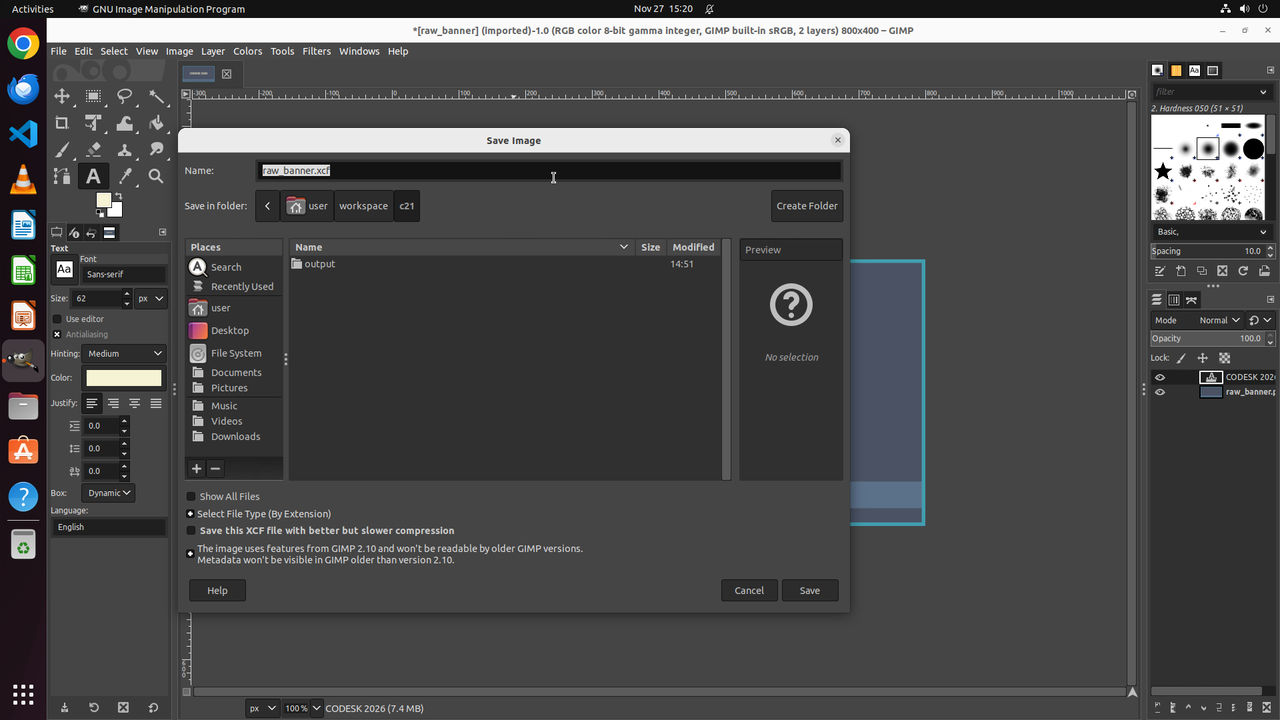 Activities
GNU Image Manipulation Program
Nov 27 15:20
*[raw_banner] (imported)-1.0 (RGB color 8-bit gamma integer, GIMP built-in sRGB, 2 layers) 800x400 – GIMP
File Edit Select View Image Layer Colors Tools Filters Windows Help
Text
Font
Sans-serif
Size: 62 px
Use editor
Antialiasing
Hinting: Medium
Color:
Justify:
0.0
0.0
0.0
Box: Dynamic
Language:
English
Save Image
Name: raw_banner.xcf
Save in folder: user workspace c21
Create Folder
Places
Search
Recently Used
user
Desktop
File System
Documents
Pictures
Music
Videos
Downloads
Name Size Modified
output 14:51
Preview
No selection
Show All Files
Select File Type (By Extension)
Save this XCF file with better but slower compression
The image uses features from GIMP 2.10 and won't be readable by older GIMP versions.
Metadata won't be visible in GIMP older than version 2.10.
Help Cancel Save
px 100 % CODESK 2026 (7.4 MB)
filter
2. Hardness 050 (51 × 51)
Basic,
Spacing 10.0
Mode Normal
Opacity 100.0
Lock:
CODESK 202
raw_banner.p